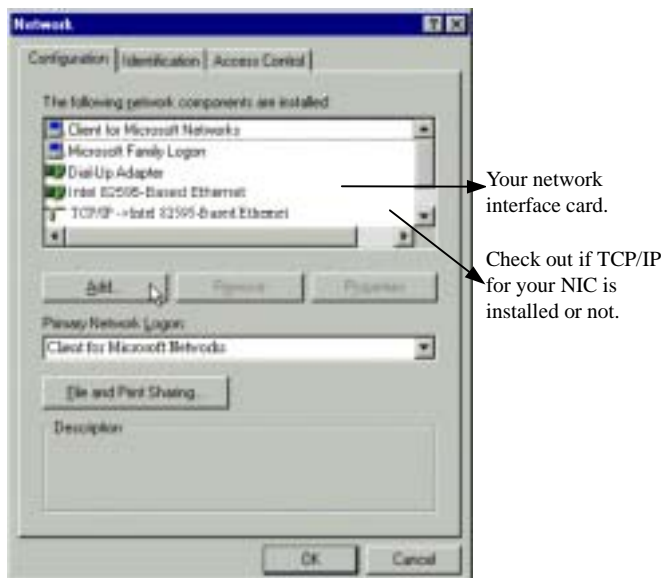 Network
Configuration Identification Access Control
The following network components are installed:
Client for Microsoft Networks
Microsoft Family Logon
Dial-Up Adapter
Intel 82595-Based Ethernet
TCP/IP -> Intel 82595-Based Ethernet
Your network
interface card.
Check out if TCP/IP
for your NIC is
installed or not.
Add...
Remove
Properties
Primary Network Logon:
Client for Microsoft Networks
File and Print Sharing...
Description
OK
Cancel